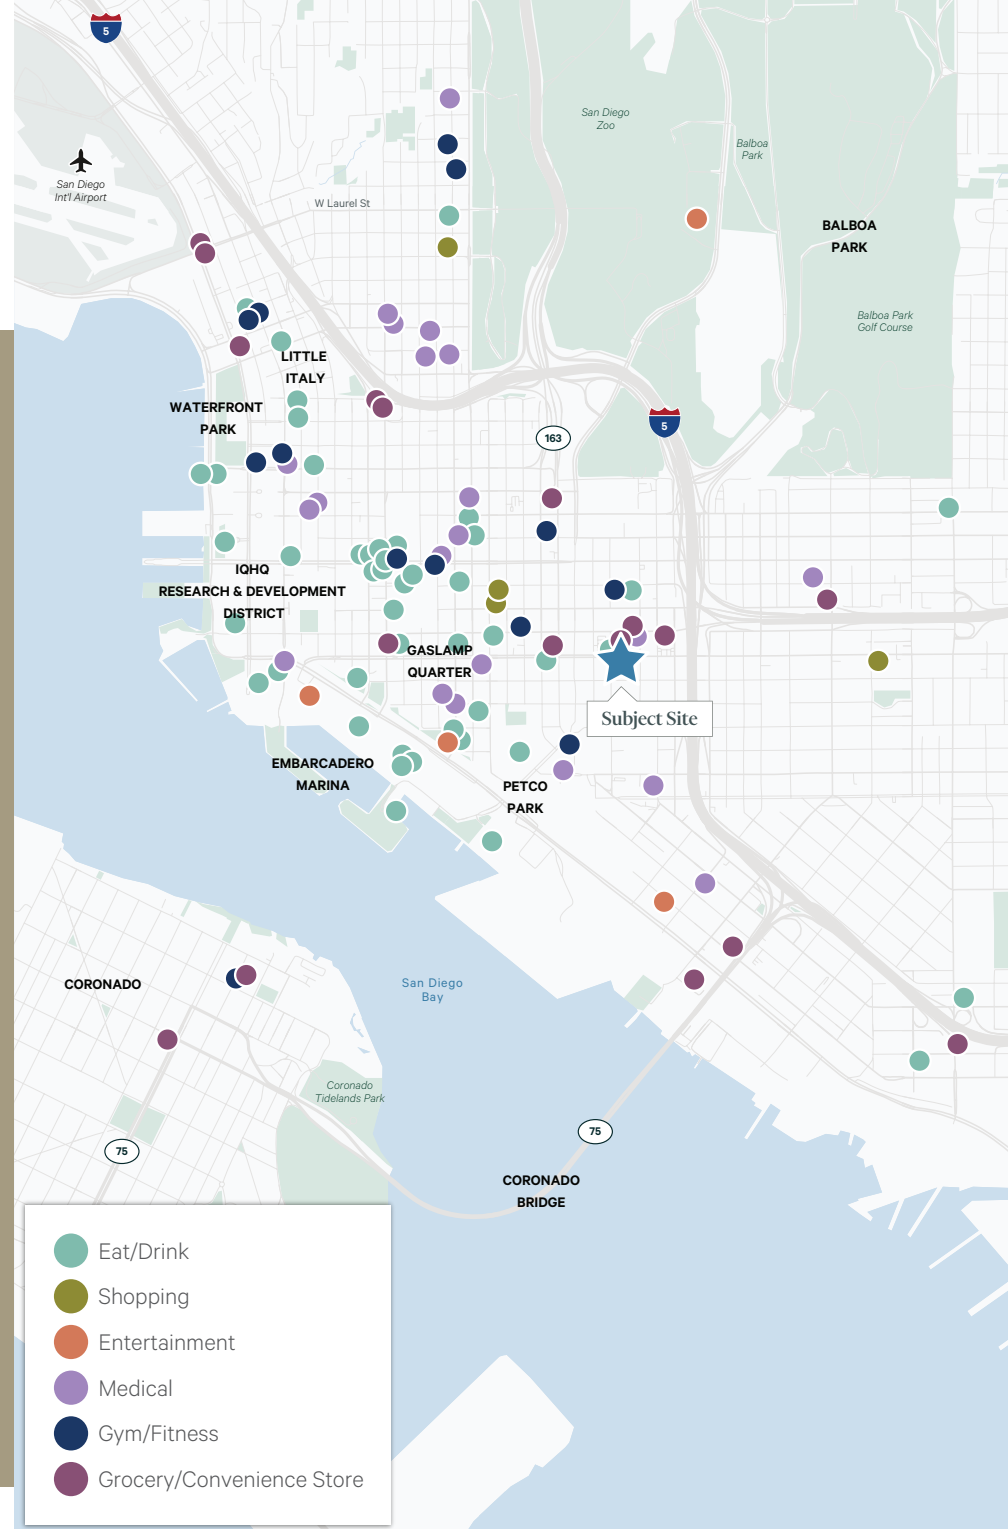 5
San Diego
Zoo
Balboa
Park
San Diego
Int'l Airport
W Laurel St
BALBOA
PARK
Balboa Park
Golf Course
LITTLE
ITALY
WATERFRONT
PARK
5
163
IQHQ
RESEARCH & DEVELOPMENT
DISTRICT
GASLAMP
QUARTER
Subject Site
EMBARCADERO
MARINA
PETCO
PARK
CORONADO
San Diego
Bay
Coronado
Tidelands Park
75
75
CORONADO
BRIDGE
Eat/Drink
Shopping
Entertainment
Medical
Gym/Fitness
Grocery/Convenience Store